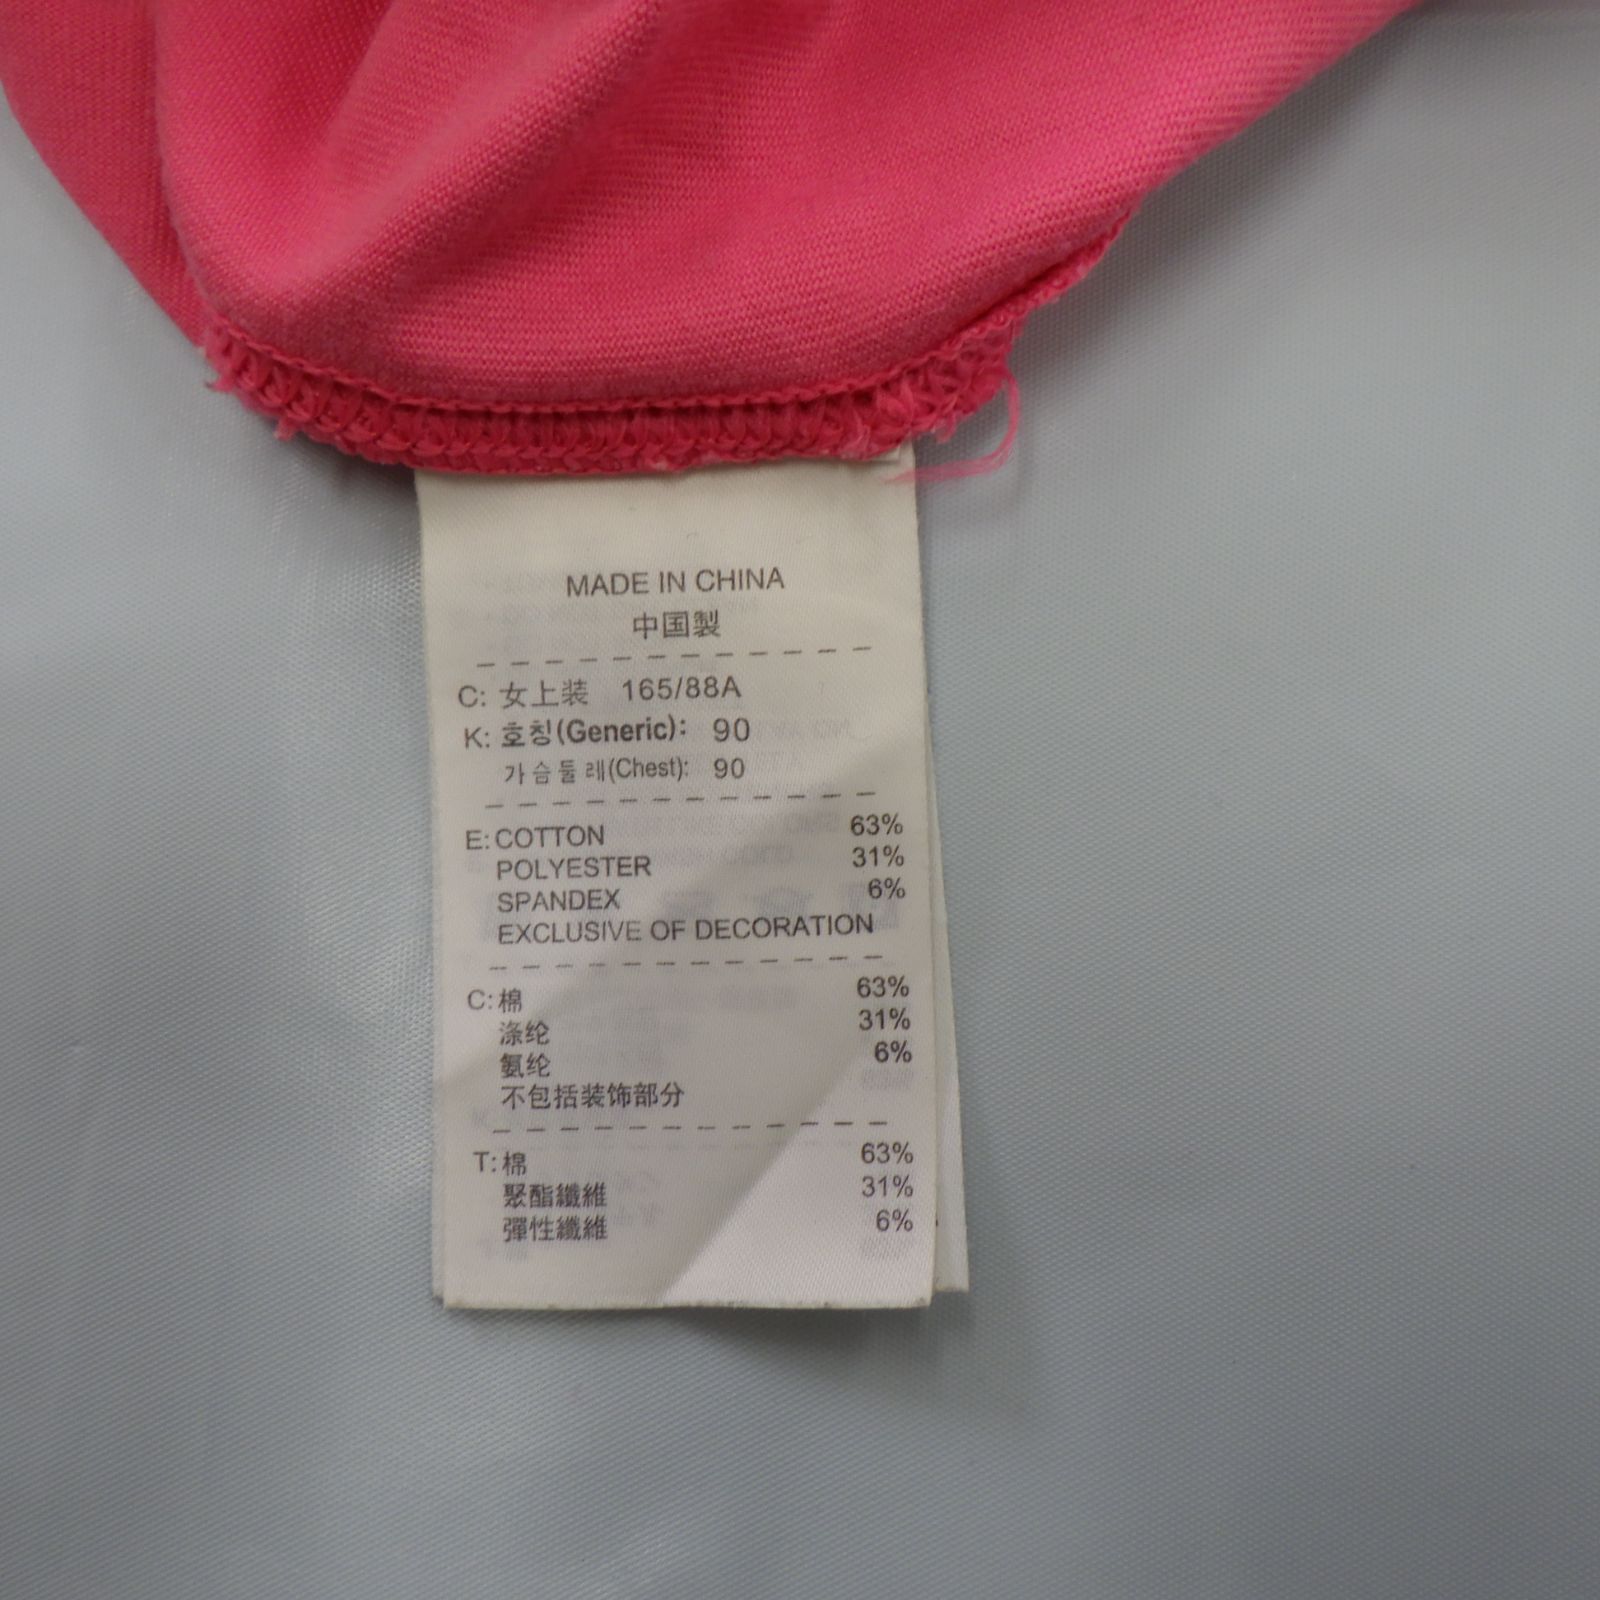 MADE IN CHINA
中国製
C: 女上装 165/88A
K: 호칭(Generic): 90
가슴둘레(Chest): 90
E: COTTON 63%
POLYESTER 31%
SPANDEX 6%
EXCLUSIVE OF DECORATION
C: 棉 63%
涤纶 31%
氨纶 6%
不包括装饰部分
T: 棉 63%
聚酯纖維 31%
彈性纖維 6%